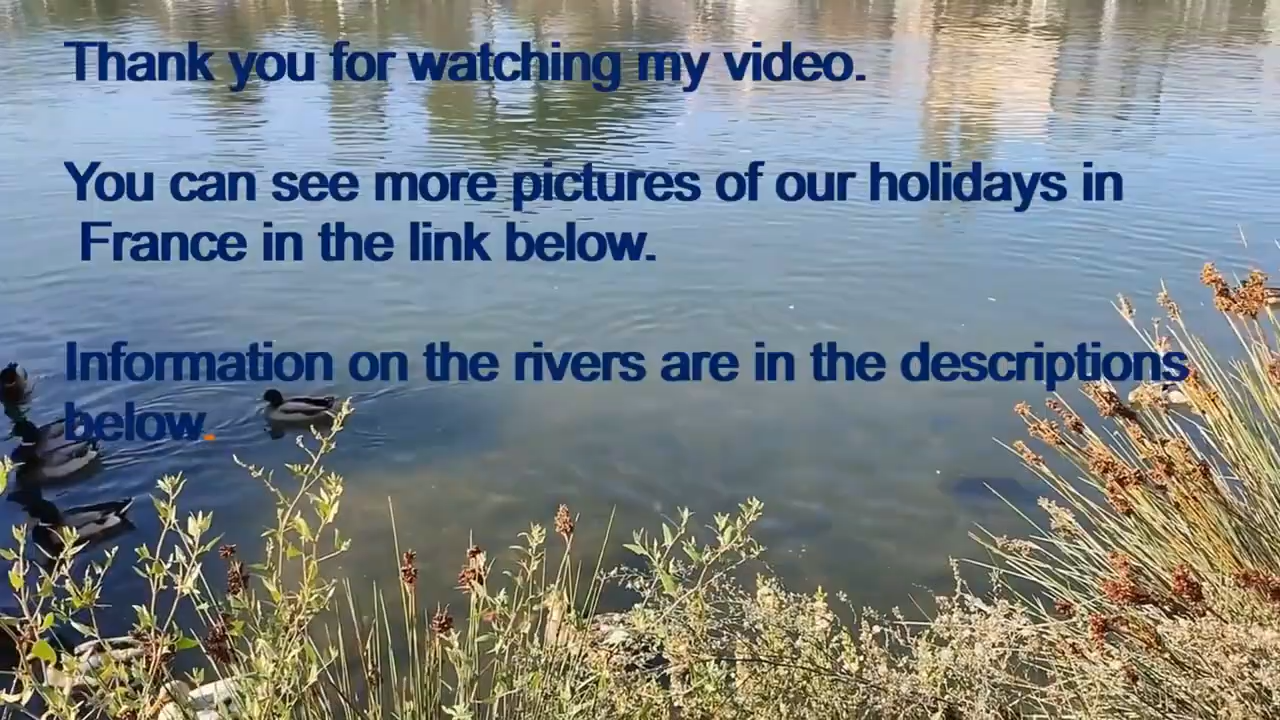 Thank you for watching my video.
You can see more pictures of our holidays in
France in the link below.
Information on the rivers are in the descriptions
below.